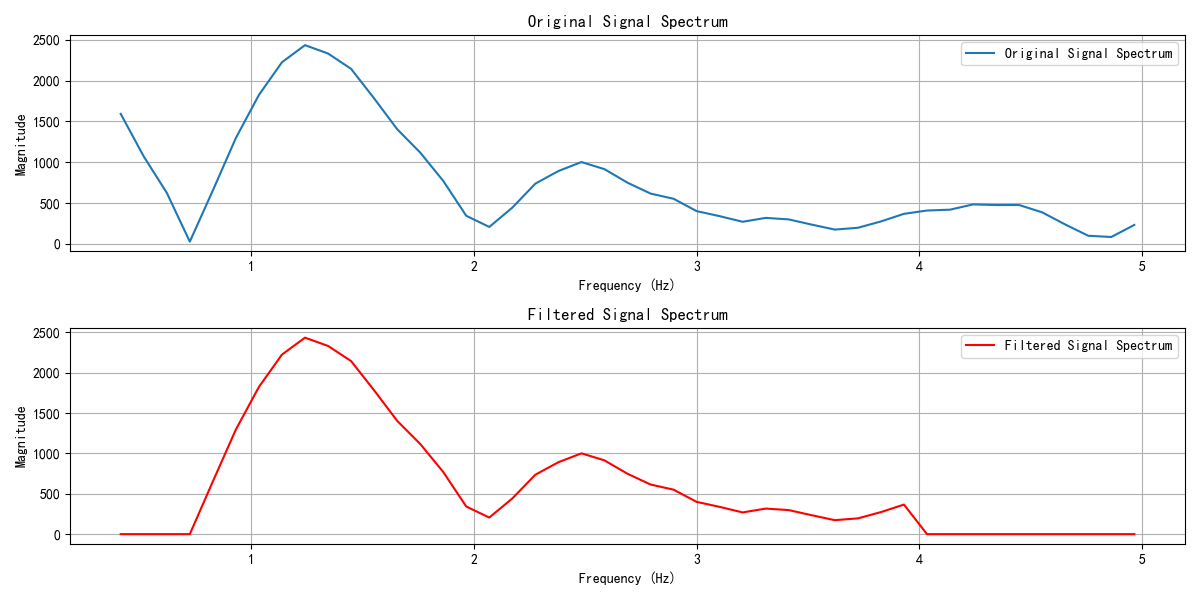 Original Signal Spectrum
2500
2000
1500
1000
500
0
Magnitude
Original Signal Spectrum
1 2 3 4 5
Frequency (Hz)
Filtered Signal Spectrum
2500
2000
1500
1000
500
0
Magnitude
Filtered Signal Spectrum
1 2 3 4 5
Frequency (Hz)